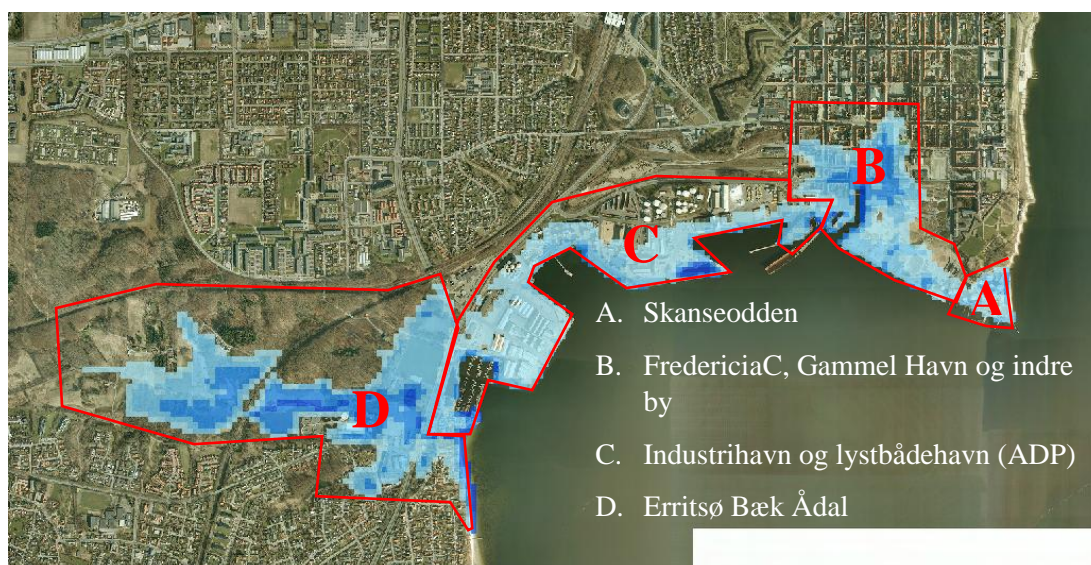 B
C
A
D
A. Skanseodden
B. FredericiaC, Gammel Havn og indre
by
C. Industrihavn og lystbådehavn (ADP)
D. Erritsø Bæk Ådal